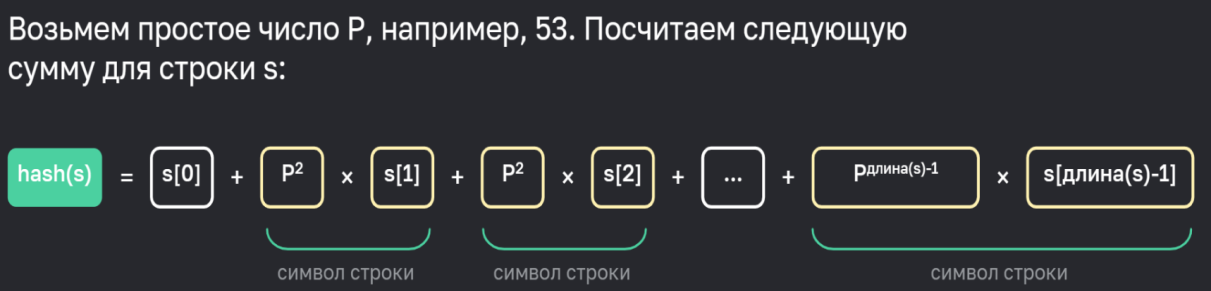 Возьмем простое число P, например, 53. Посчитаем следующую
сумму для строки s:
hash(s) = s[0] + P² × s[1] + P² × s[2] + ... + Pдлина(s)-1 × s[длина(s)-1]
символ строки символ строки символ строки